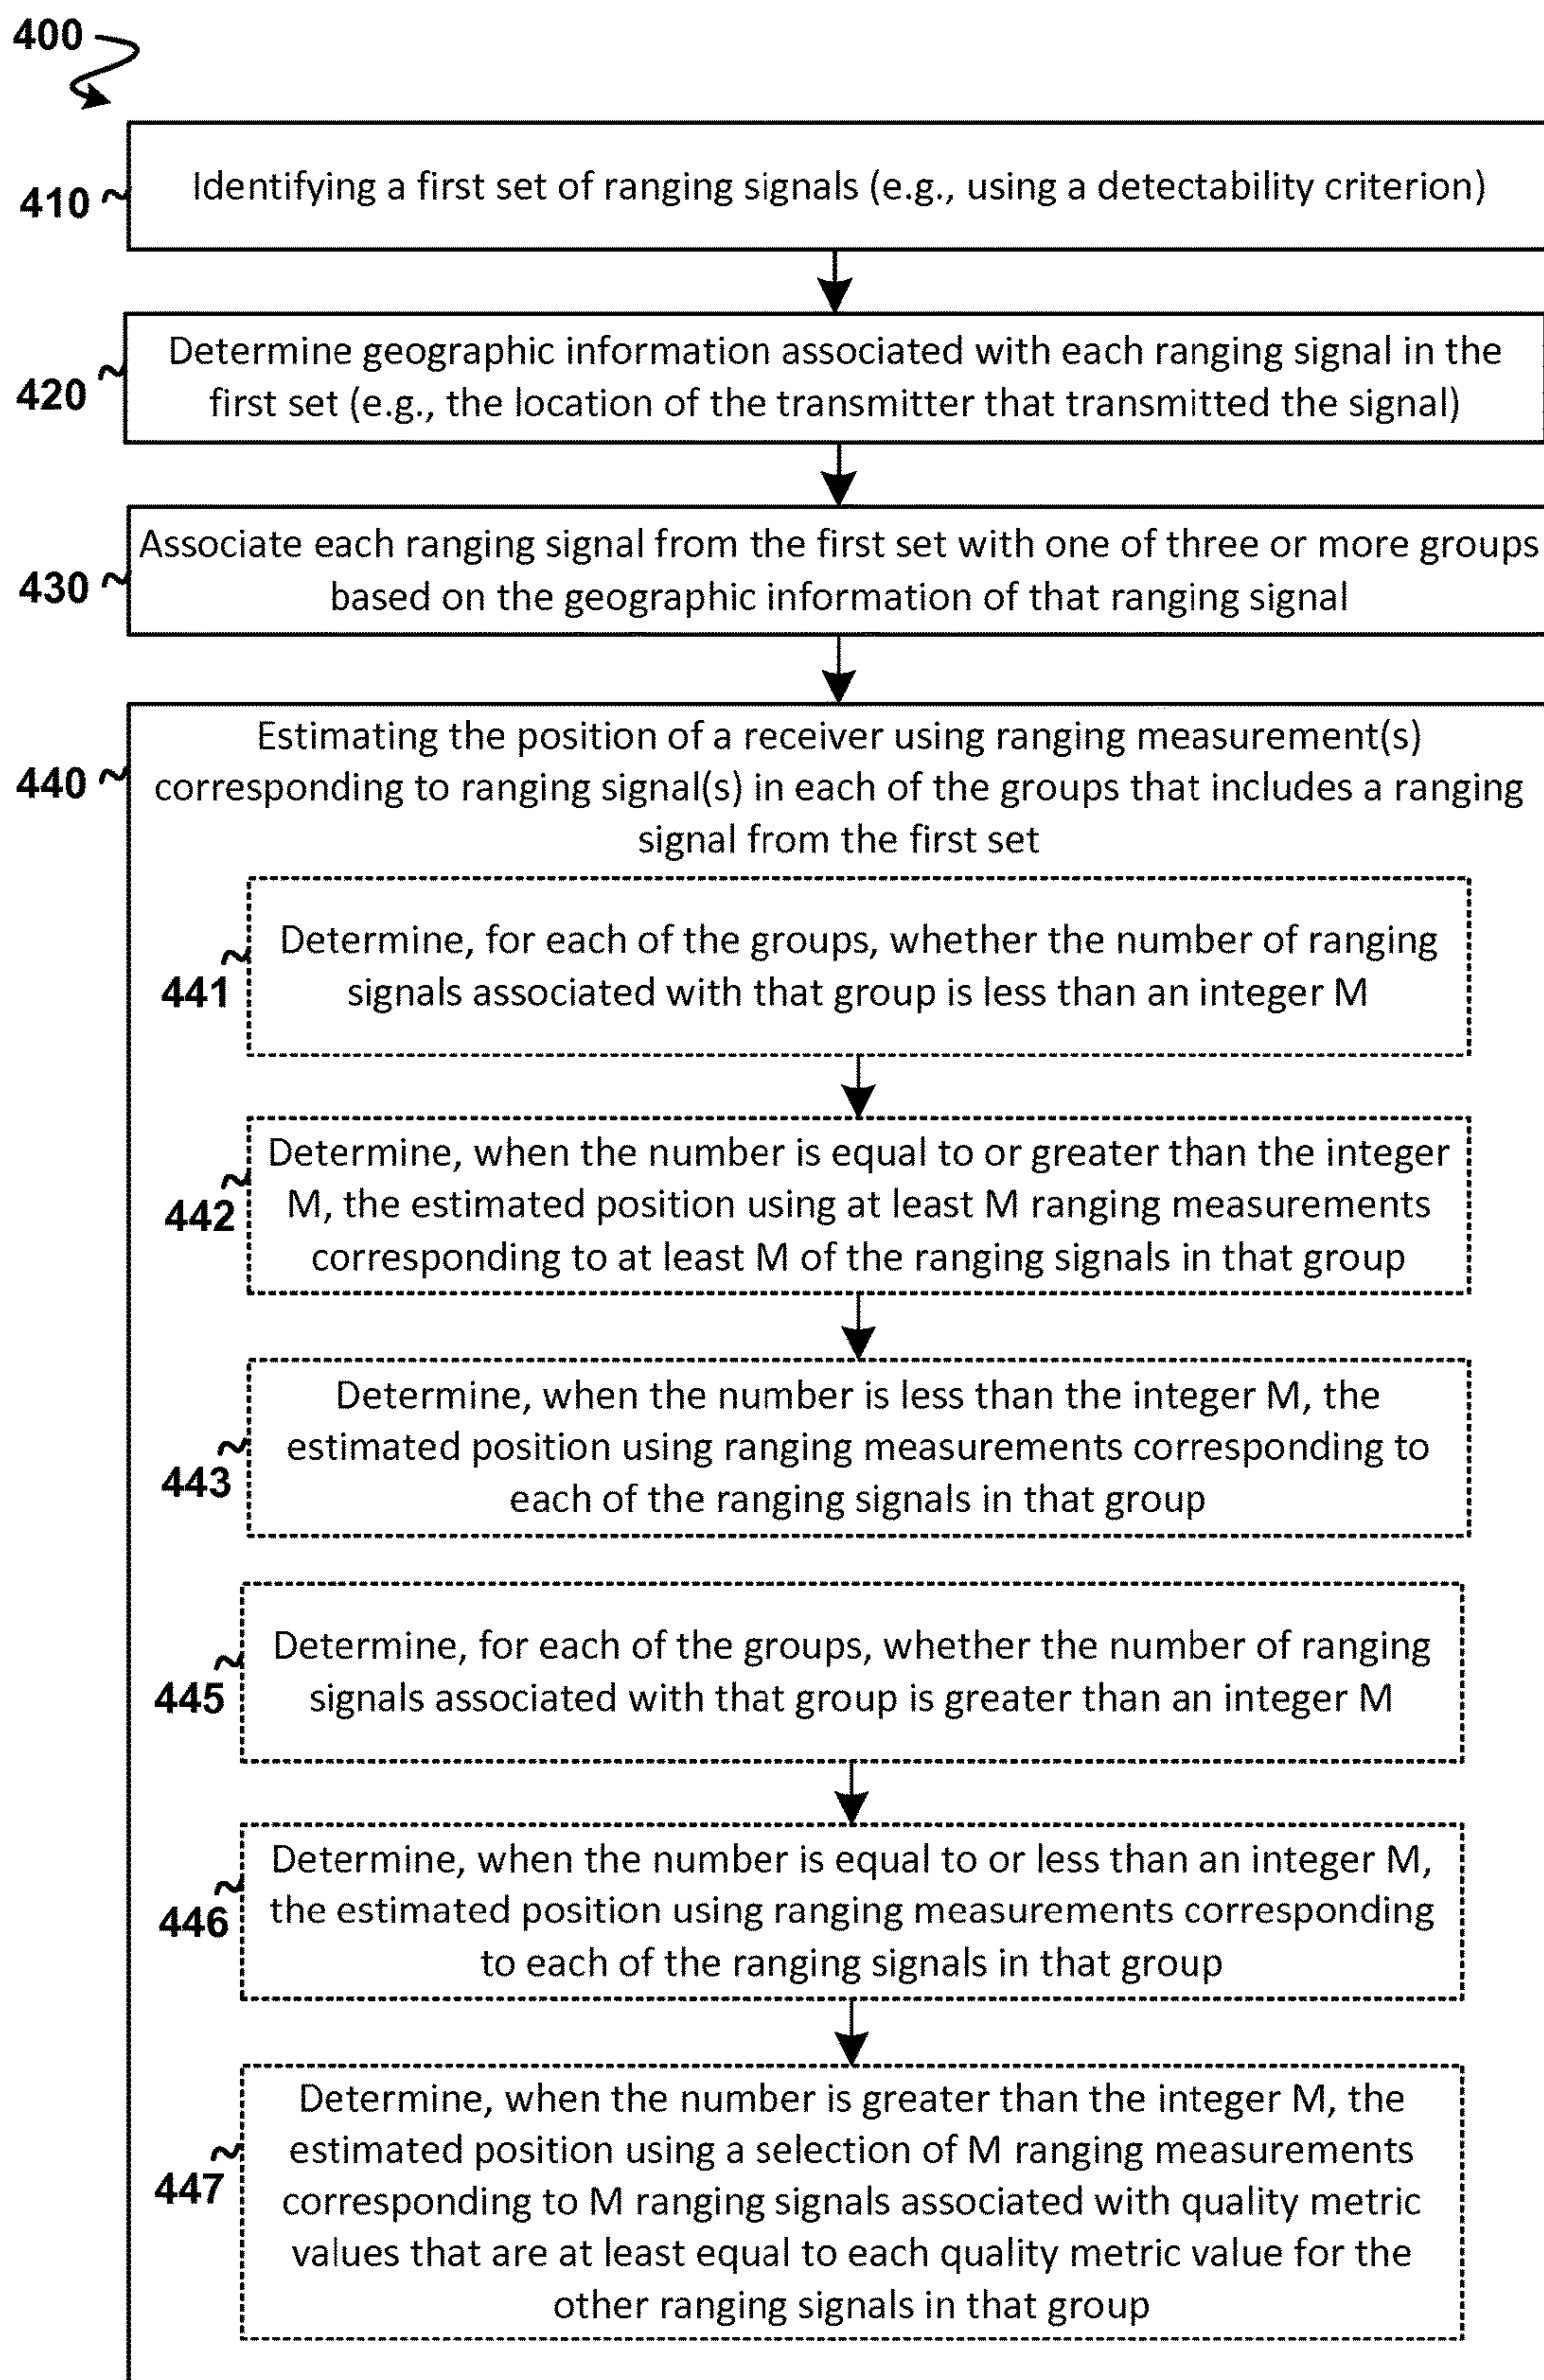 400
410
Identifying a first set of ranging signals (e.g., using a detectability criterion)
420
Determine geographic information associated with each ranging signal in the
first set (e.g., the location of the transmitter that transmitted the signal)
430
Associate each ranging signal from the first set with one of three or more groups
based on the geographic information of that ranging signal
440
Estimating the position of a receiver using ranging measurement(s)
corresponding to ranging signal(s) in each of the groups that includes a ranging
signal from the first set
441
Determine, for each of the groups, whether the number of ranging
signals associated with that group is less than an integer M
442
Determine, when the number is equal to or greater than the integer
M, the estimated position using at least M ranging measurements
corresponding to at least M of the ranging signals in that group
443
Determine, when the number is less than the integer M, the
estimated position using ranging measurements corresponding to
each of the ranging signals in that group
445
Determine, for each of the groups, whether the number of ranging
signals associated with that group is greater than an integer M
446
Determine, when the number is equal to or less than an integer M,
the estimated position using ranging measurements corresponding
to each of the ranging signals in that group
447
Determine, when the number is greater than the integer M, the
estimated position using a selection of M ranging measurements
corresponding to M ranging signals associated with quality metric
values that are at least equal to each quality metric value for the
other ranging signals in that group